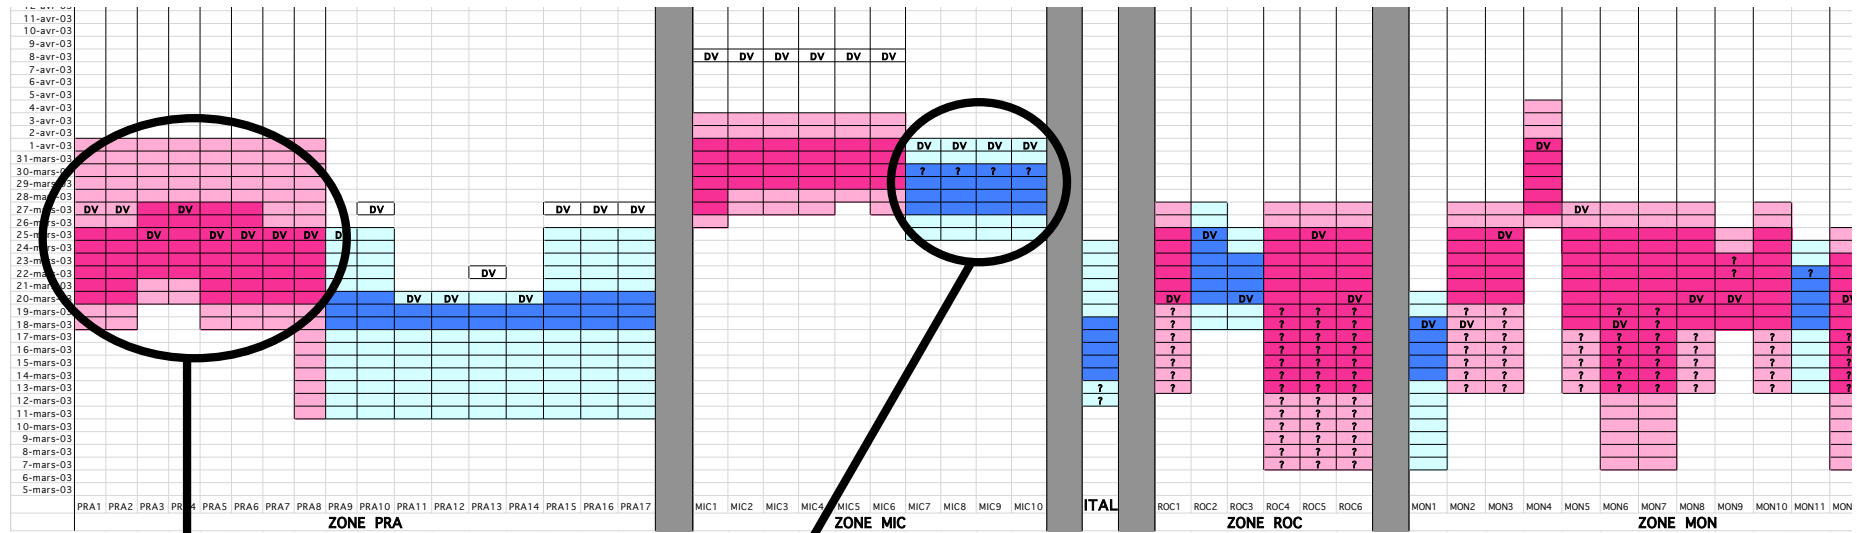 11-avr-03
10-avr-03
9-avr-03
8-avr-03 DV DV DV DV DV DV
7-avr-03
6-avr-03
5-avr-03
4-avr-03
3-avr-03
2-avr-03
1-avr-03 DV DV DV DV DV
31-mars-03
30-mars-03 ? ? ? ?
29-mars-03
28-mars-03
27-mars-03 DV DV DV DV DV DV DV DV
26-mars-03
25-mars-03 DV DV DV DV DV D DV DV DV
24-mars-03
23-mars-03 ?
22-mars-03 DV ? ?
21-mars-03
20-mars-03 DV DV DV DV DV DV DV DV DV
19-mars-03 ? ? ? ? ? ? ? ?
18-mars-03 ? ? ? ? DV DV ? DV ?
17-mars-03 ? ? ? ? ? ? ? ? ? ? ? ?
16-mars-03 ? ? ? ? ? ? ? ? ? ? ? ?
15-mars-03 ? ? ? ? ? ? ? ? ? ? ? ?
14-mars-03 ? ? ? ? ? ? ? ? ? ? ? ?
13-mars-03 ? ? ? ? ? ? ? ? ? ? ? ? ?
12-mars-03 ? ? ? ?
11-mars-03 ? ? ?
10-mars-03 ? ? ?
9-mars-03 ? ? ?
8-mars-03 ? ? ?
7-mars-03 ? ? ?
6-mars-03
5-mars-03
PRA1 PRA2 PRA3 PRA4 PRA5 PRA6 PRA7 PRA8 PRA9 PRA10 PRA11 PRA12 PRA13 PRA14 PRA15 PRA16 PRA17 MIC1 MIC2 MIC3 MIC4 MIC5 MIC6 MIC7 MIC8 MIC9 MIC10 ITAL ROC1 ROC2 ROC3 ROC4 ROC5 ROC6 MON1 MON2 MON3 MON4 MON5 MON6 MON7 MON8 MON9 MON10 MON11 MON
ZONE PRA ZONE MIC ZONE ROC ZONE MON